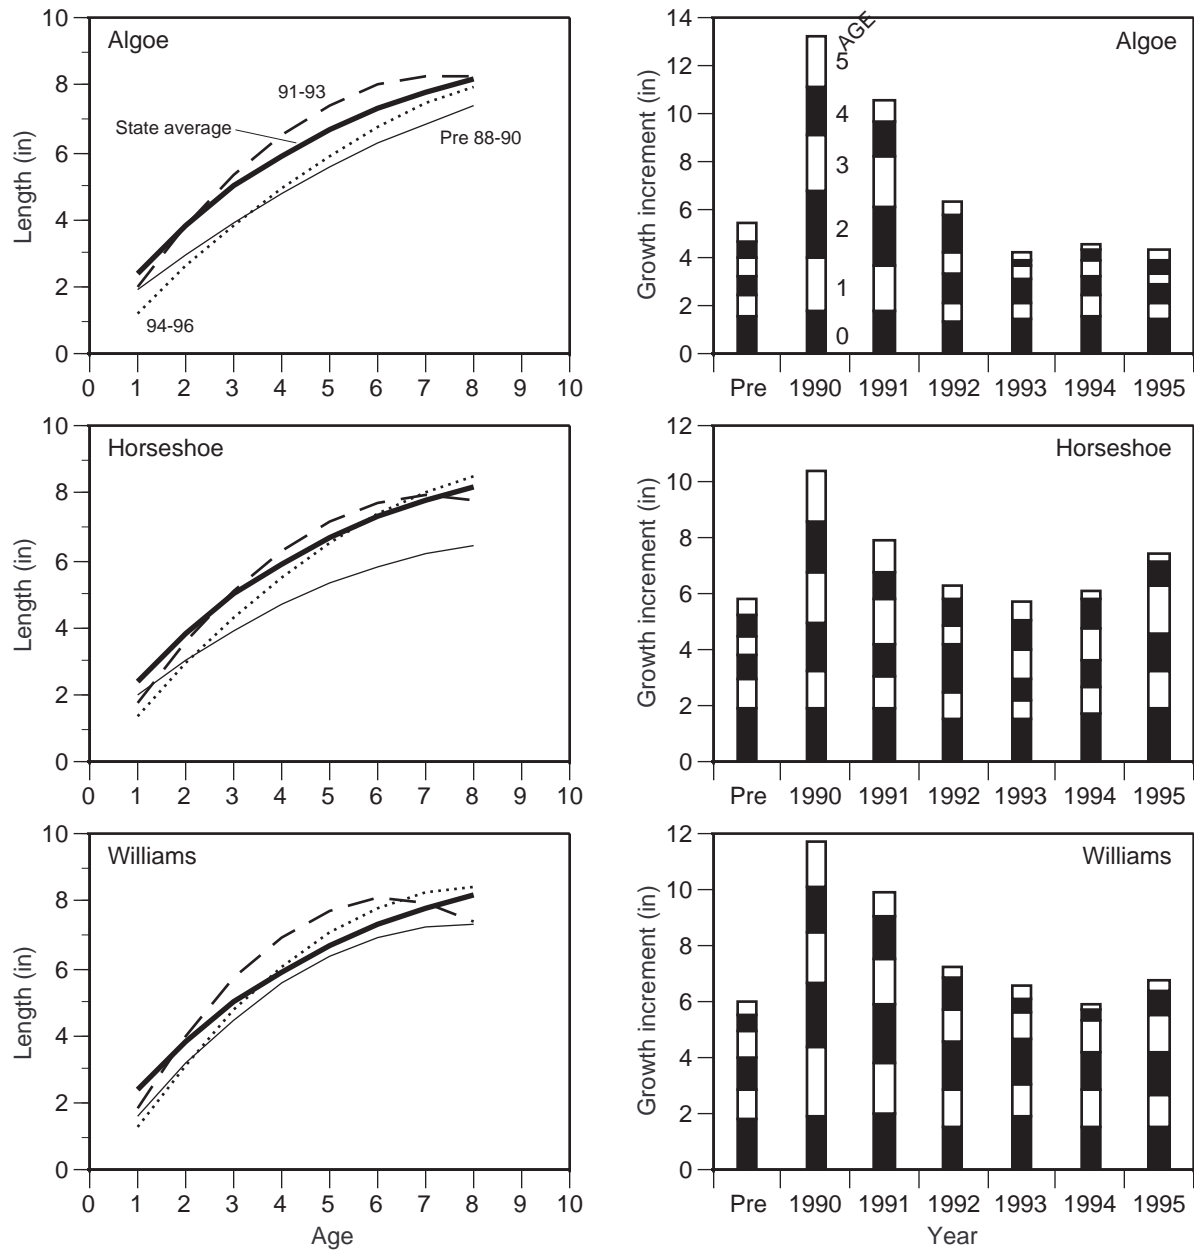 Algoe
91-93
State average
Pre 88-90
94-96
Length (in)
10
8
6
4
2
0
0 1 2 3 4 5 6 7 8 9 10
Algoe
AGE
5
4
3
2
1
0
Growth increment (in)
14
12
10
8
6
4
2
0
Pre 1990 1991 1992 1993 1994 1995
Horseshoe
Length (in)
10
8
6
4
2
0
0 1 2 3 4 5 6 7 8 9 10
Horseshoe
Growth increment (in)
12
10
8
6
4
2
0
Pre 1990 1991 1992 1993 1994 1995
Williams
Length (in)
10
8
6
4
2
0
0 1 2 3 4 5 6 7 8 9 10
Age
Williams
Growth increment (in)
12
10
8
6
4
2
0
Pre 1990 1991 1992 1993 1994 1995
Year